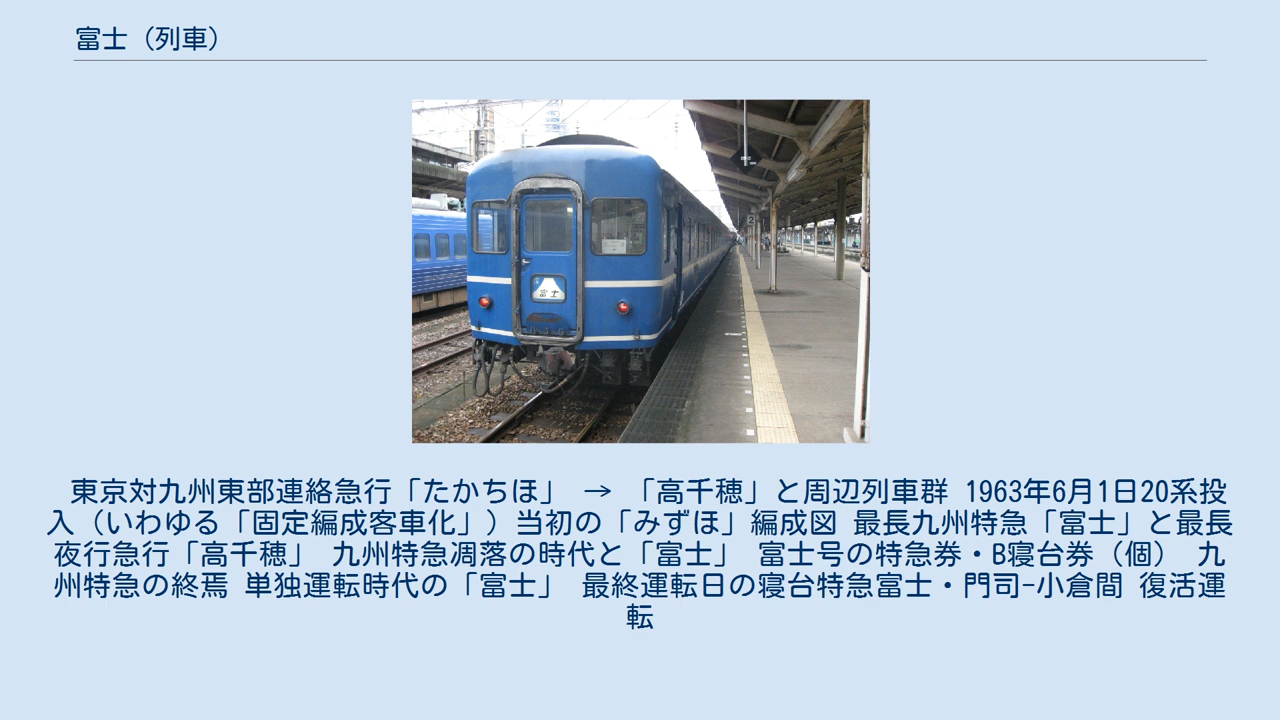 富士（列車）
2
富士
東京対九州東部連絡急行「たかちほ」 → 「高千穂」と周辺列車群 1963年6月1日20系投
入（いわゆる「固定編成客車化」）当初の「みずほ」編成図 最長九州特急「富士」と最長
夜行急行「高千穂」 九州特急凋落の時代と「富士」 富士号の特急券・B寝台券（個） 九
州特急の終焉 単独運転時代の「富士」 最終運転日の寝台特急富士・門司-小倉間 復活運
転